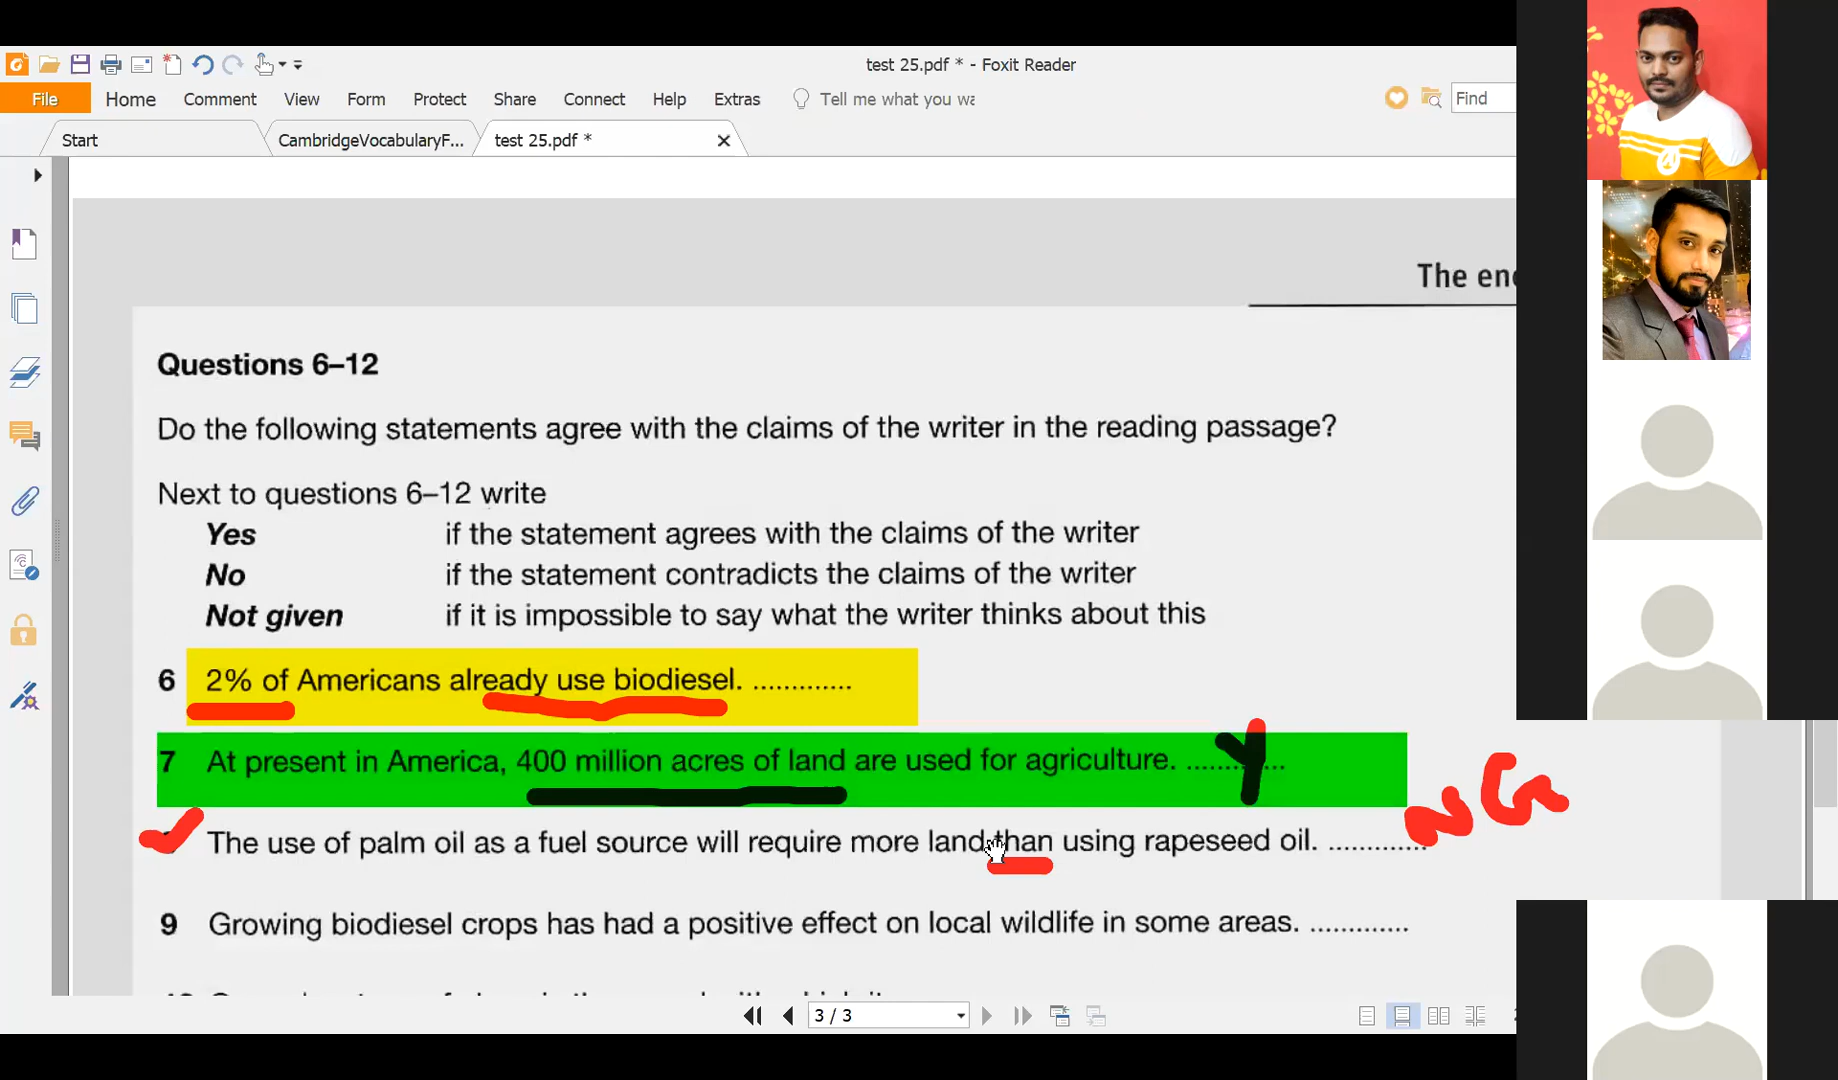 test 25.pdf * - Foxit Reader
File Home Comment View Form Protect Share Connect Help Extras Tell me what you wa Find
Start CambridgeVocabularyF... test 25.pdf *
The en
Questions 6–12
Do the following statements agree with the claims of the writer in the reading passage?
Next to questions 6–12 write
Yes if the statement agrees with the claims of the writer
No if the statement contradicts the claims of the writer
Not given if it is impossible to say what the writer thinks about this
6 2% of Americans already use biodiesel. .............
7 At present in America, 400 million acres of land are used for agriculture. ............. Y
The use of palm oil as a fuel source will require more land than using rapeseed oil. ............. NG
9 Growing biodiesel crops has had a positive effect on local wildlife in some areas. .............
3 / 3